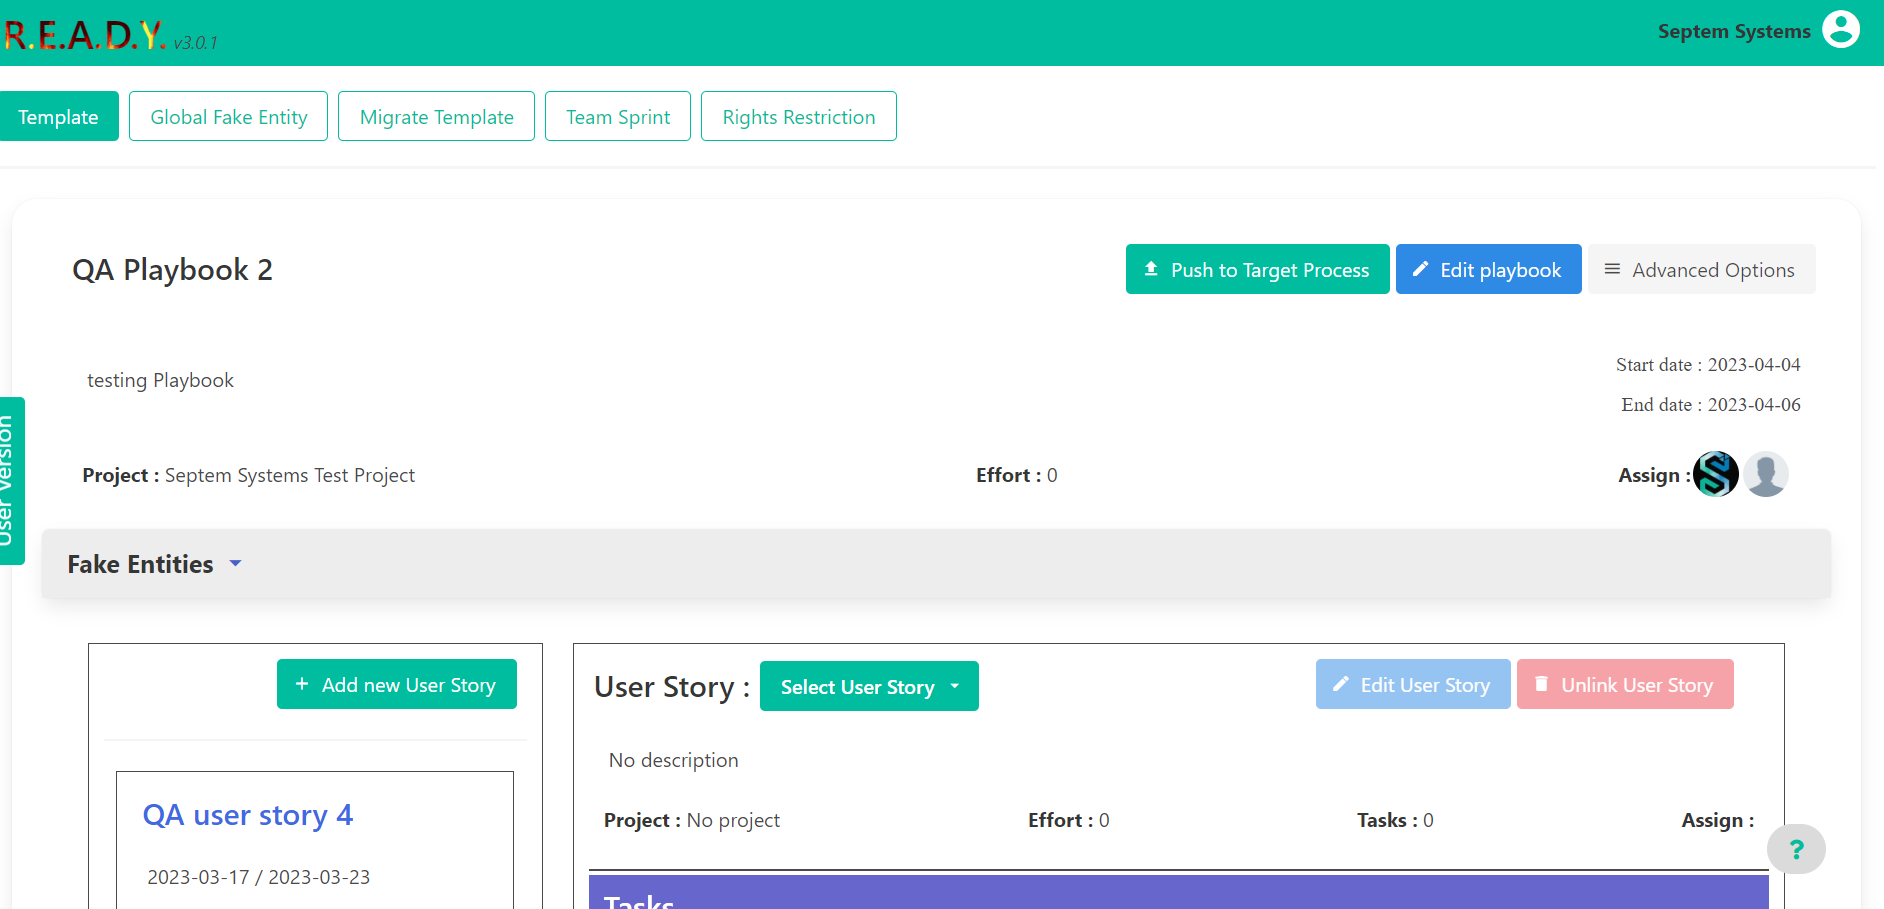 R.E.A.D.Y. v3.0.1
Septem Systems
Template
Global Fake Entity
Migrate Template
Team Sprint
Rights Restriction
QA Playbook 2
Push to Target Process
Edit playbook
Advanced Options
testing Playbook
Start date : 2023-04-04
End date : 2023-04-06
User Version
Project : Septem Systems Test Project
Effort : 0
Assign :
Fake Entities
+ Add new User Story
QA user story 4
2023-03-17 / 2023-03-23
User Story :
Select User Story
Edit User Story
Unlink User Story
No description
Project : No project
Effort : 0
Tasks : 0
Assign :
?
Tasks